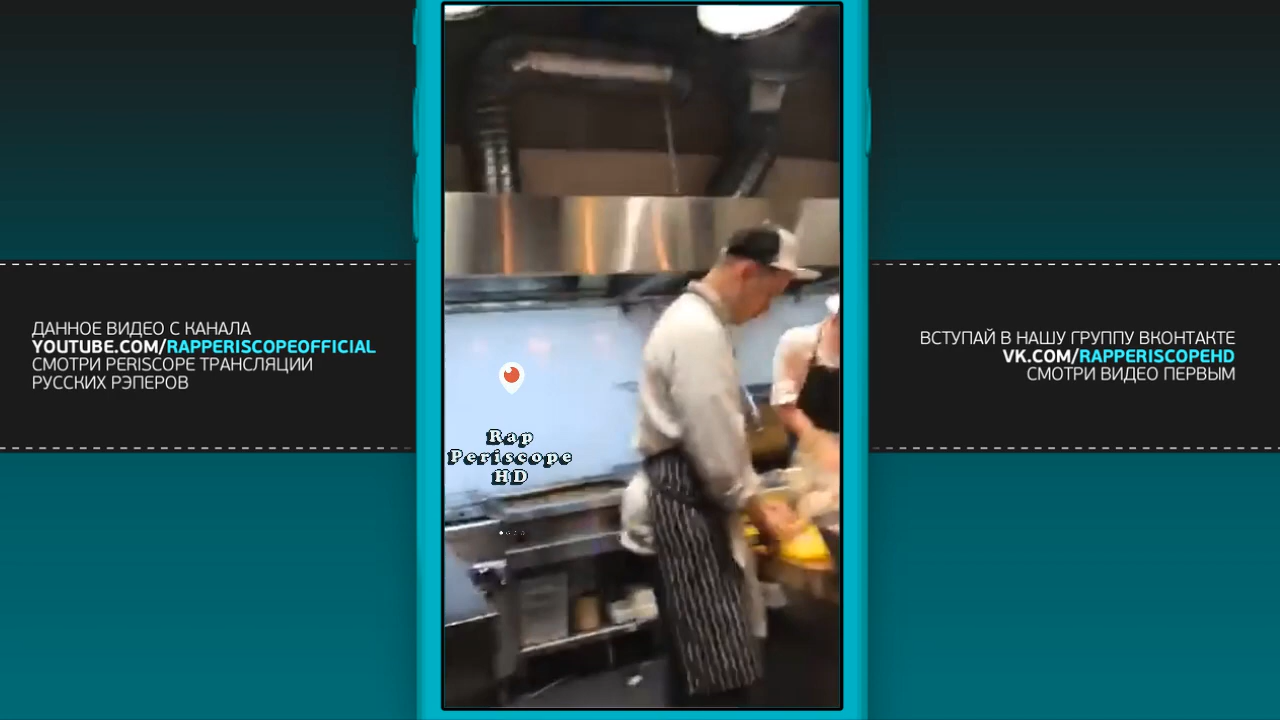 ДАННОЕ ВИДЕО С КАНАЛА
YOUTUBE.COM/RAPPERISCOPEOFFICIAL
СМОТРИ PERISCOPE ТРАНСЛЯЦИИ
РУССКИХ РЭПЕРОВ
Rap
Periscope
HD
ВСТУПАЙ В НАШУ ГРУППУ ВКОНТАКТЕ
VK.COM/RAPPERISCOPEHD
СМОТРИ ВИДЕО ПЕРВЫМ